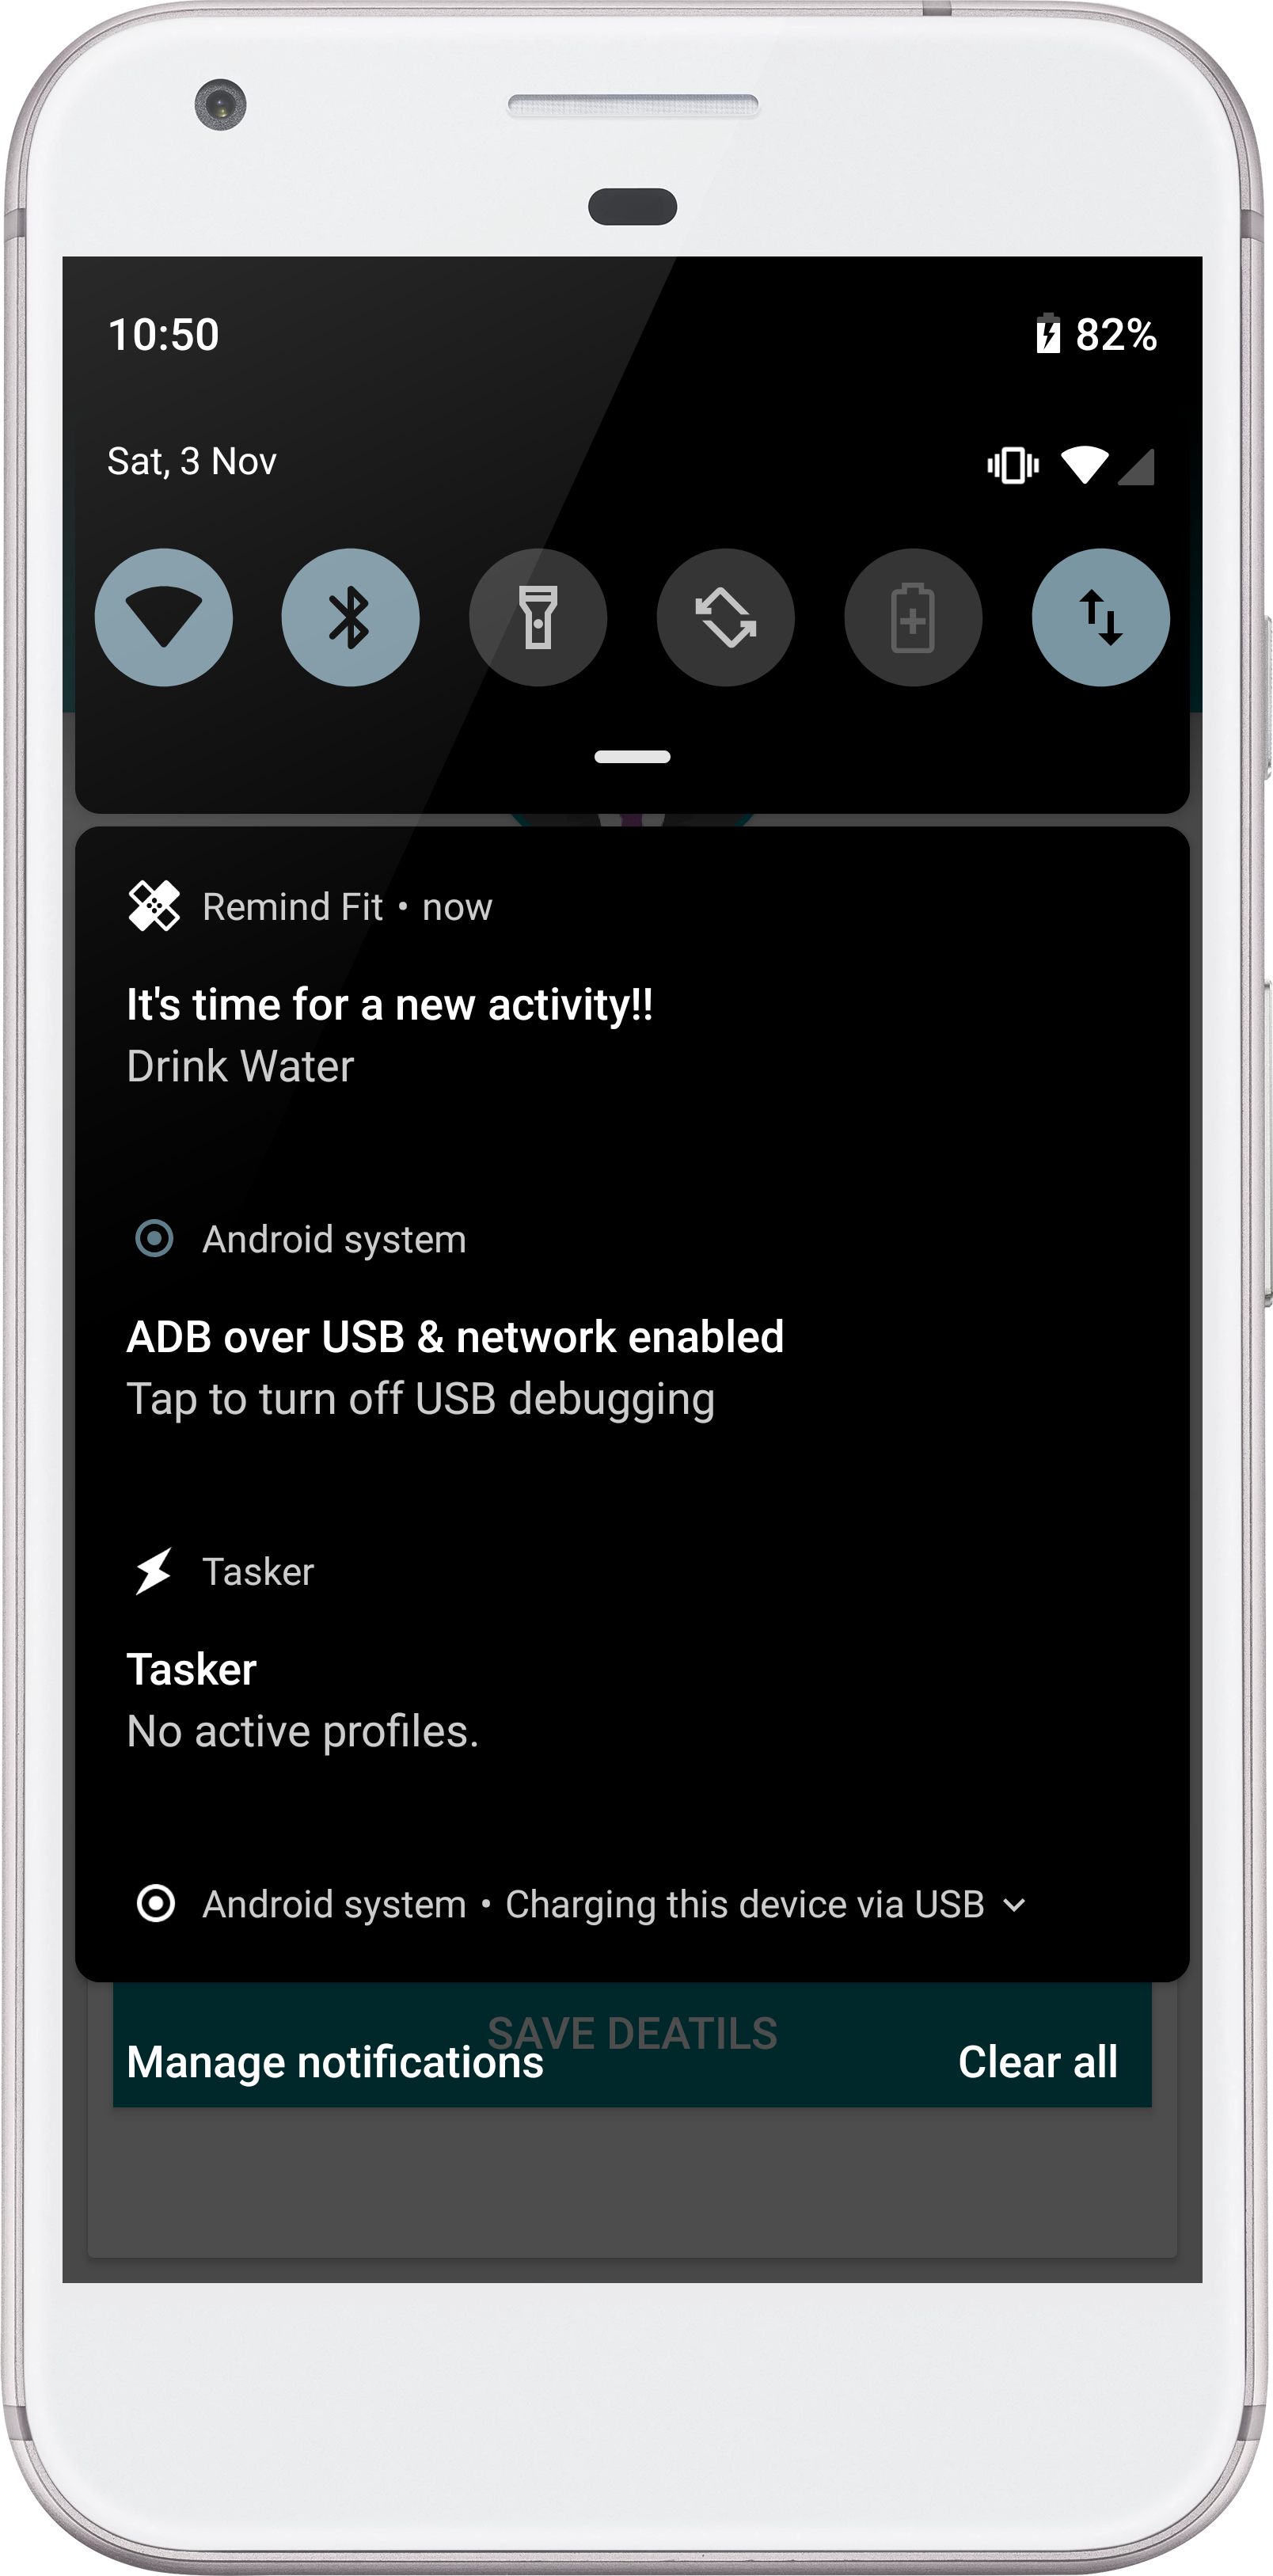 10:50 82%
Sat, 3 Nov
Remind Fit • now
It's time for a new activity!!
Drink Water
Android system
ADB over USB & network enabled
Tap to turn off USB debugging
Tasker
Tasker
No active profiles.
Android system • Charging this device via USB
SAVE DEATILS
Manage notifications Clear all